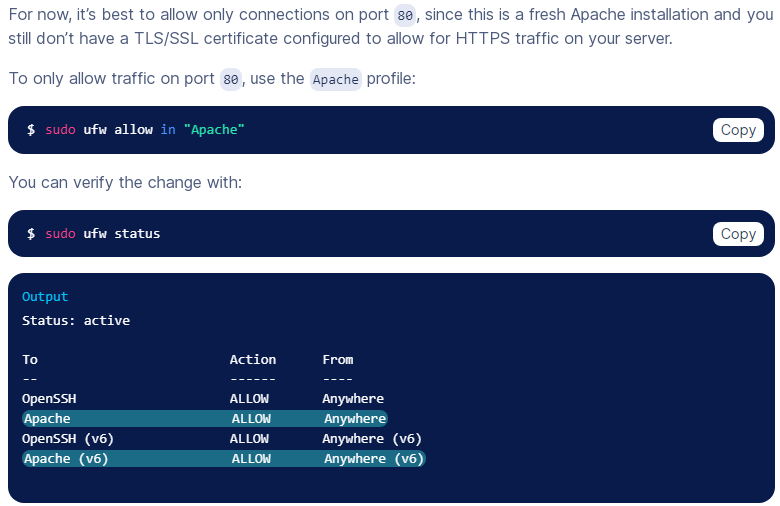 For now, it’s best to allow only connections on port 80, since this is a fresh Apache installation and you
still don’t have a TLS/SSL certificate configured to allow for HTTPS traffic on your server.
To only allow traffic on port 80, use the Apache profile:
$ sudo ufw allow in "Apache" Copy
You can verify the change with:
$ sudo ufw status Copy
Output
Status: active
To Action From
-- ------ ----
OpenSSH ALLOW Anywhere
Apache ALLOW Anywhere
OpenSSH (v6) ALLOW Anywhere (v6)
Apache (v6) ALLOW Anywhere (v6)